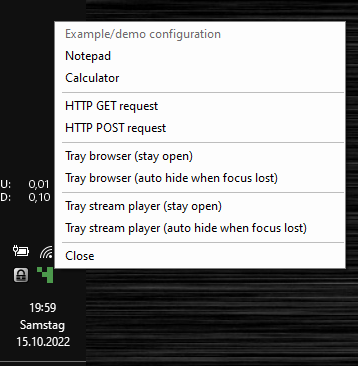 Example/demo configuration
Notepad
Calculator
HTTP GET request
HTTP POST request
Tray browser (stay open)
Tray browser (auto hide when focus lost)
Tray stream player (stay open)
Tray stream player (auto hide when focus lost)
Close
U: 0,01
D: 0,10
19:59
Samstag
15.10.2022